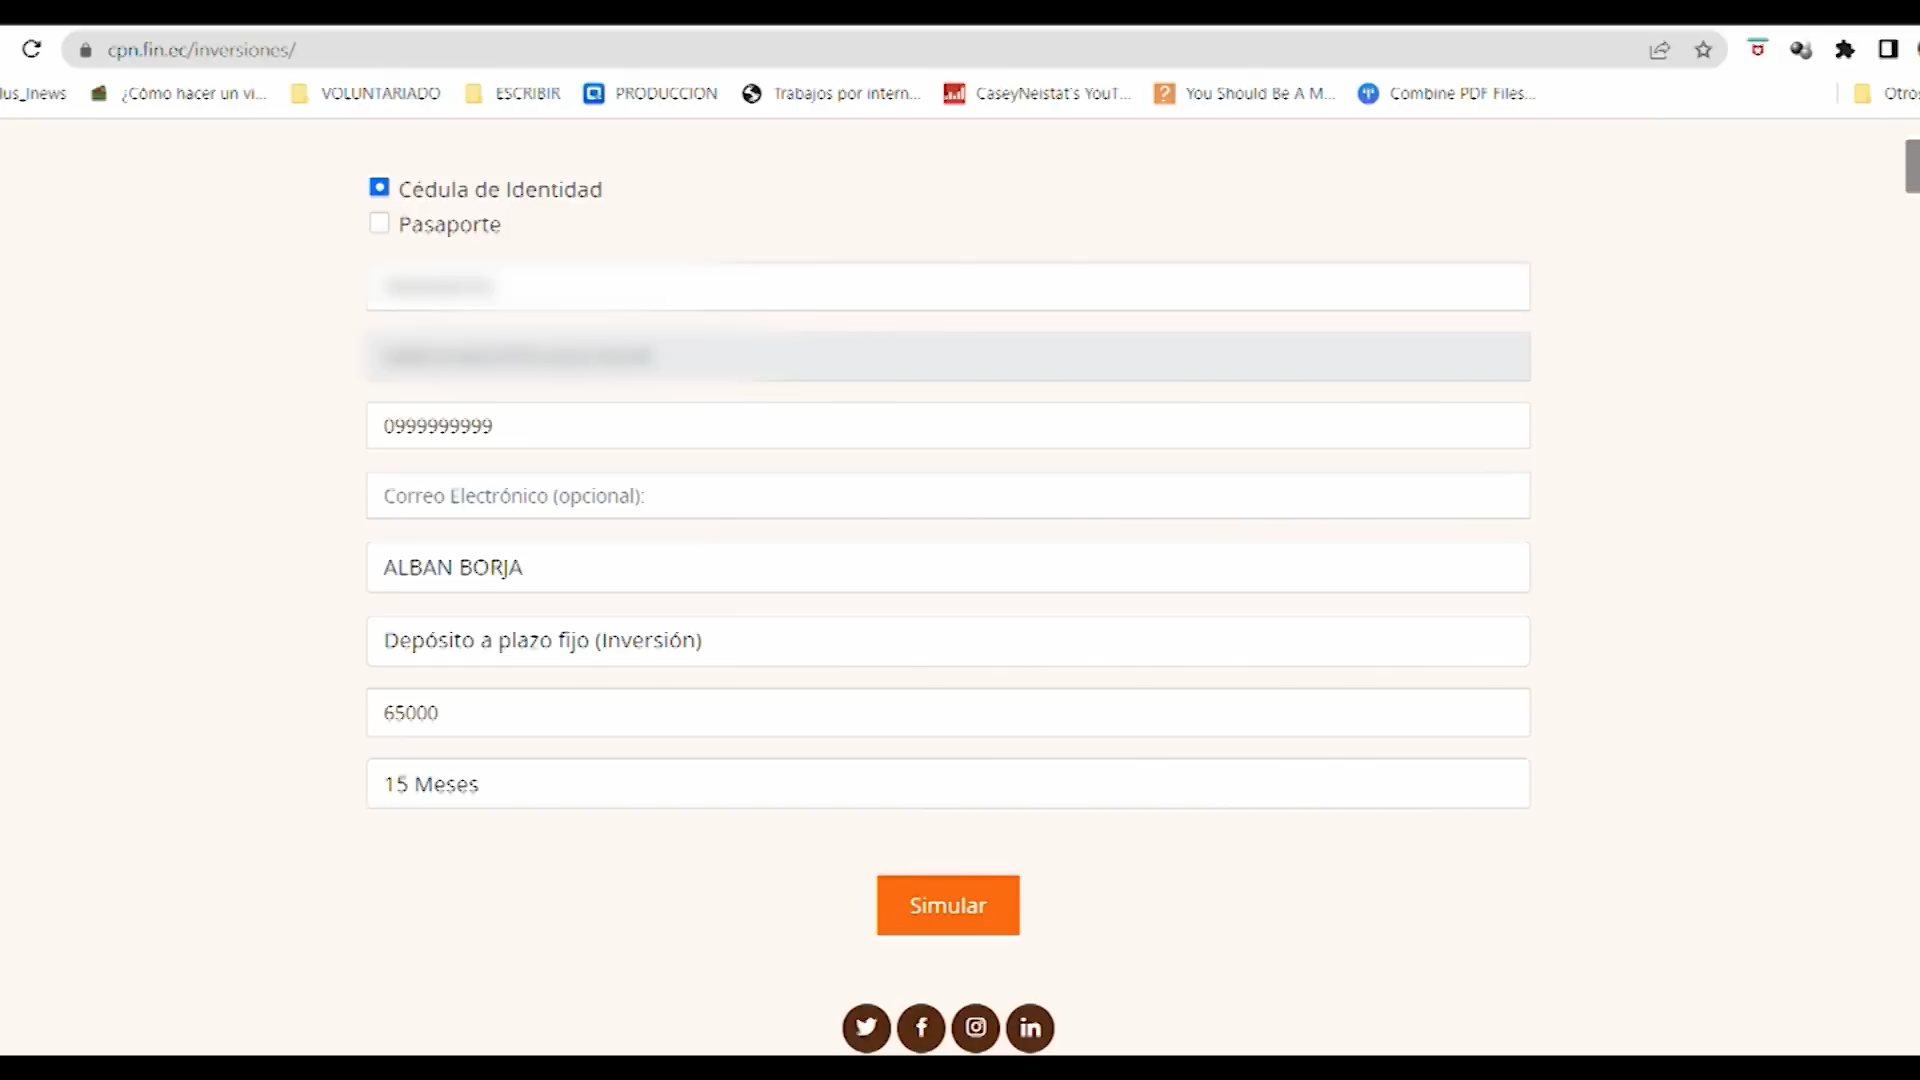 cpn.fin.ec/inversiones/
lus_Inews ¿Cómo hacer un vi... VOLUNTARIADO ESCRIBIR PRODUCCION Trabajos por intern... CaseyNeistat's YouT... You Should Be A M... Combine PDF Files... Otros
Cédula de Identidad
Pasaporte
0999999999
Correo Electrónico (opcional):
ALBAN BORJA
Depósito a plazo fijo (Inversión)
65000
15 Meses
Simular